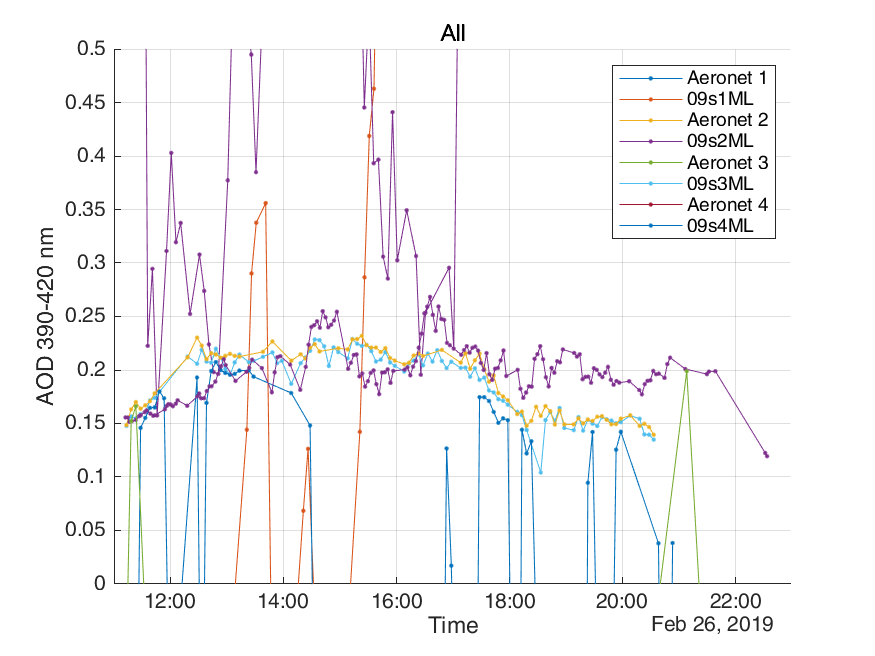 All
0.5
0.45
0.4
0.35
0.3
0.25
0.2
0.15
0.1
0.05
0
AOD 390-420 nm
Aeronet 1
09s1ML
Aeronet 2
09s2ML
Aeronet 3
09s3ML
Aeronet 4
09s4ML
12:00 14:00 16:00 18:00 20:00 22:00
Time
Feb 26, 2019